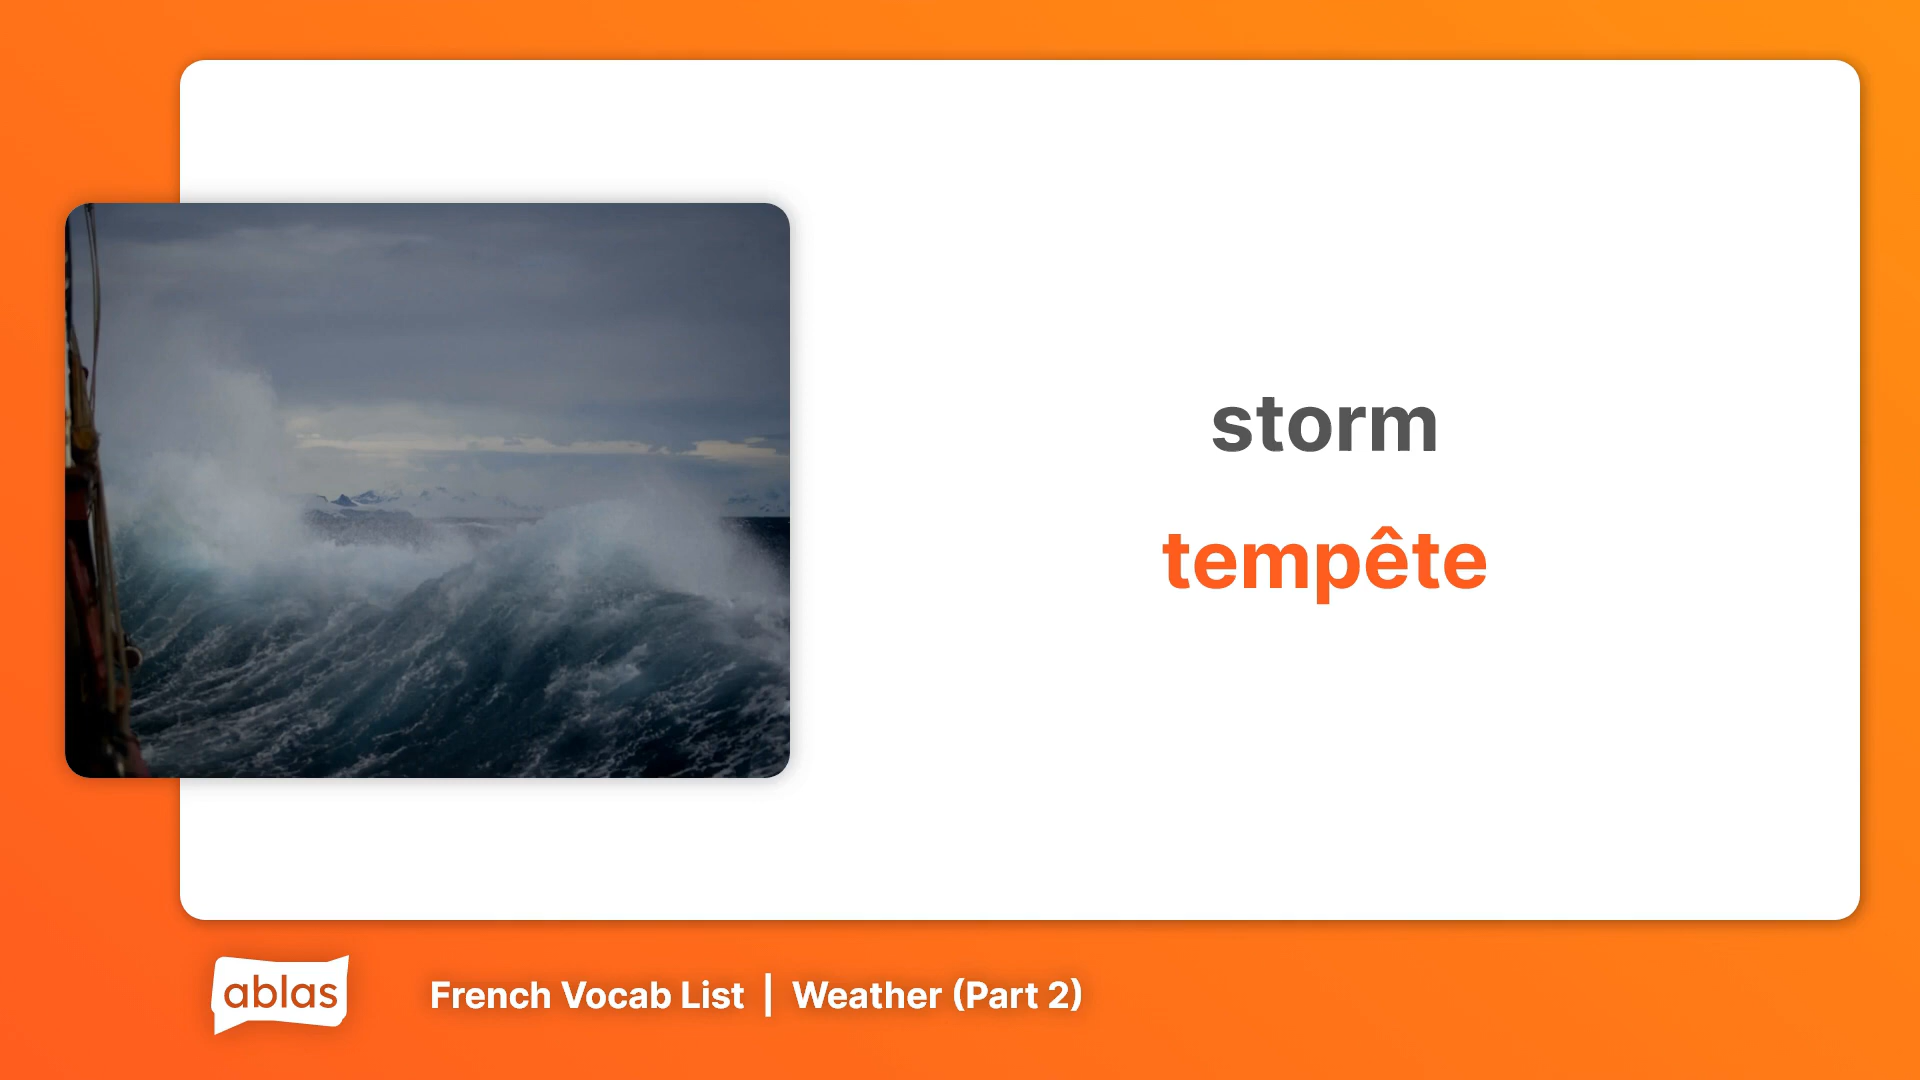 storm
tempête
ablas
French Vocab List | Weather (Part 2)